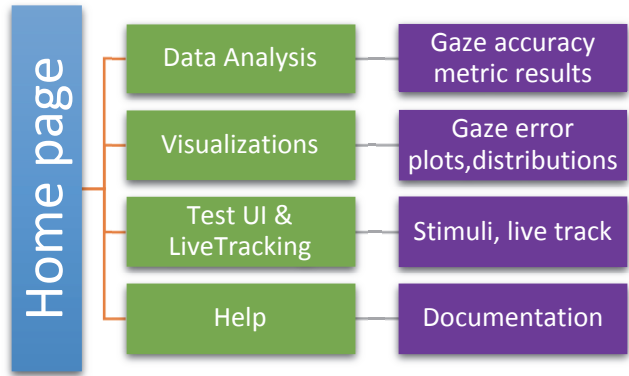 Home page
Data Analysis
Gaze accuracy
metric results
Visualizations
Gaze error
plots,distributions
Test UI &
LiveTracking
Stimuli, live track
Help
Documentation